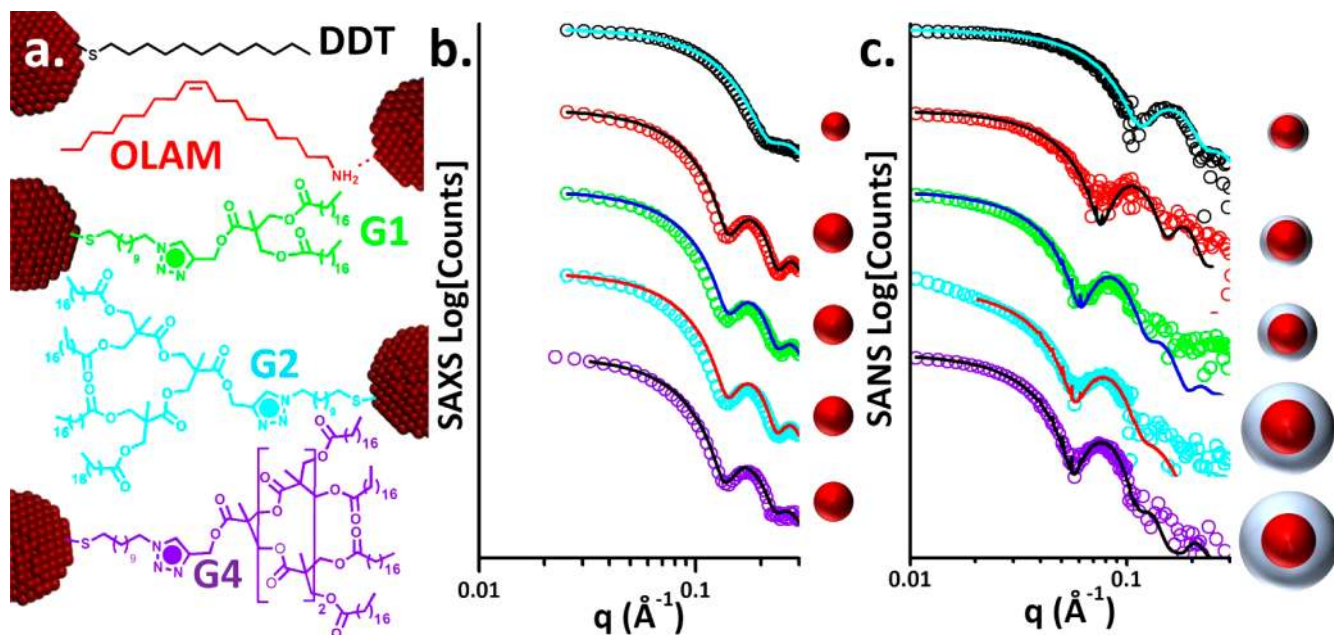 a.
S
DDT
OLAM
NH₂
G1
S
9
N
N=N
O
O
O
O
O
16
16
G2
16
16
16
16
18
O
O
O
O
O
O
N
N=N
9
S
G4
S
9
N
N=N
O
O
O
O
O
O
2
16
16
16
16
b.
SAXS Log[Counts]
0.01
0.1
q (Å⁻¹)
c.
SANS Log[Counts]
0.01
0.1
q (Å⁻¹)